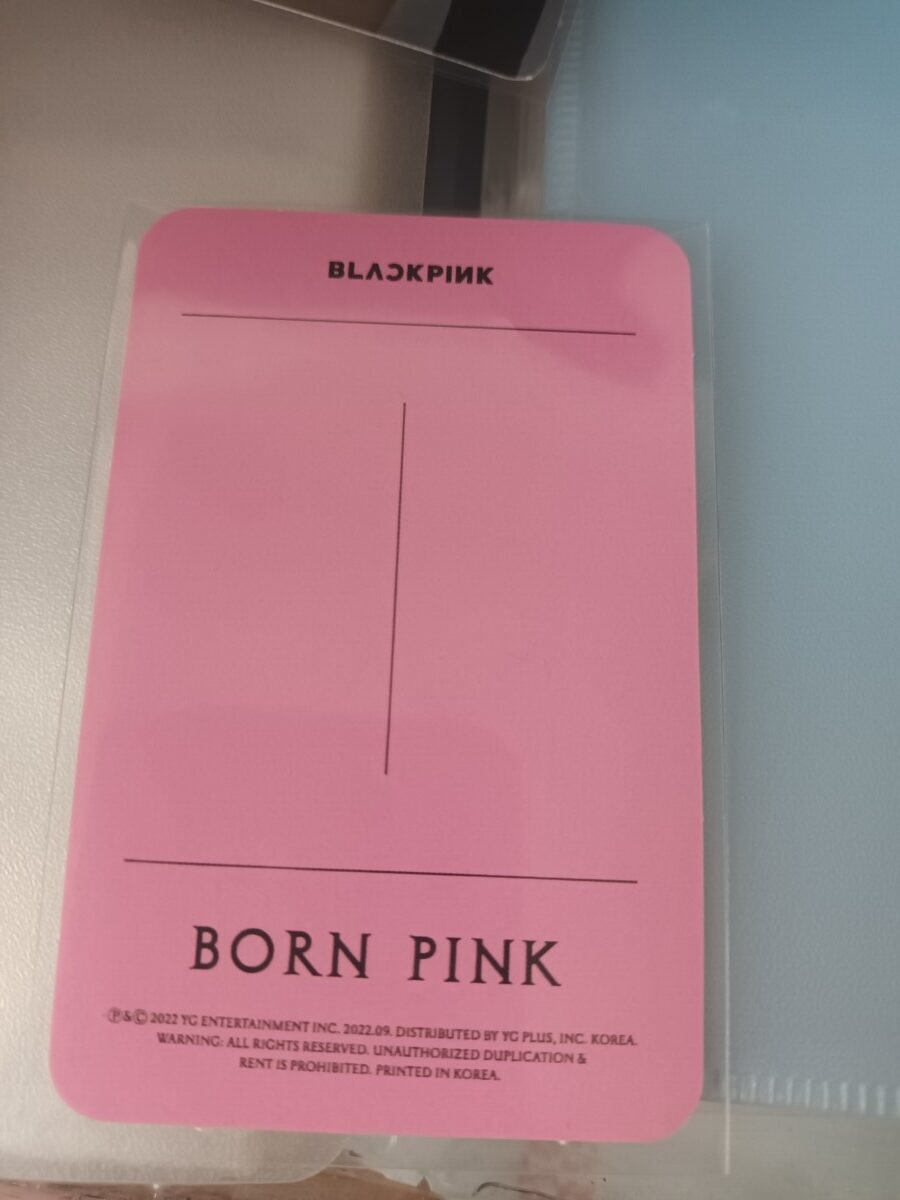 BLACKPINK
BORN PINK
℗&© 2022 YG ENTERTAINMENT INC. 2022.09. DISTRIBUTED BY YG PLUS, INC. KOREA.
WARNING: ALL RIGHTS RESERVED. UNAUTHORIZED DUPLICATION &
RENT IS PROHIBITED. PRINTED IN KOREA.